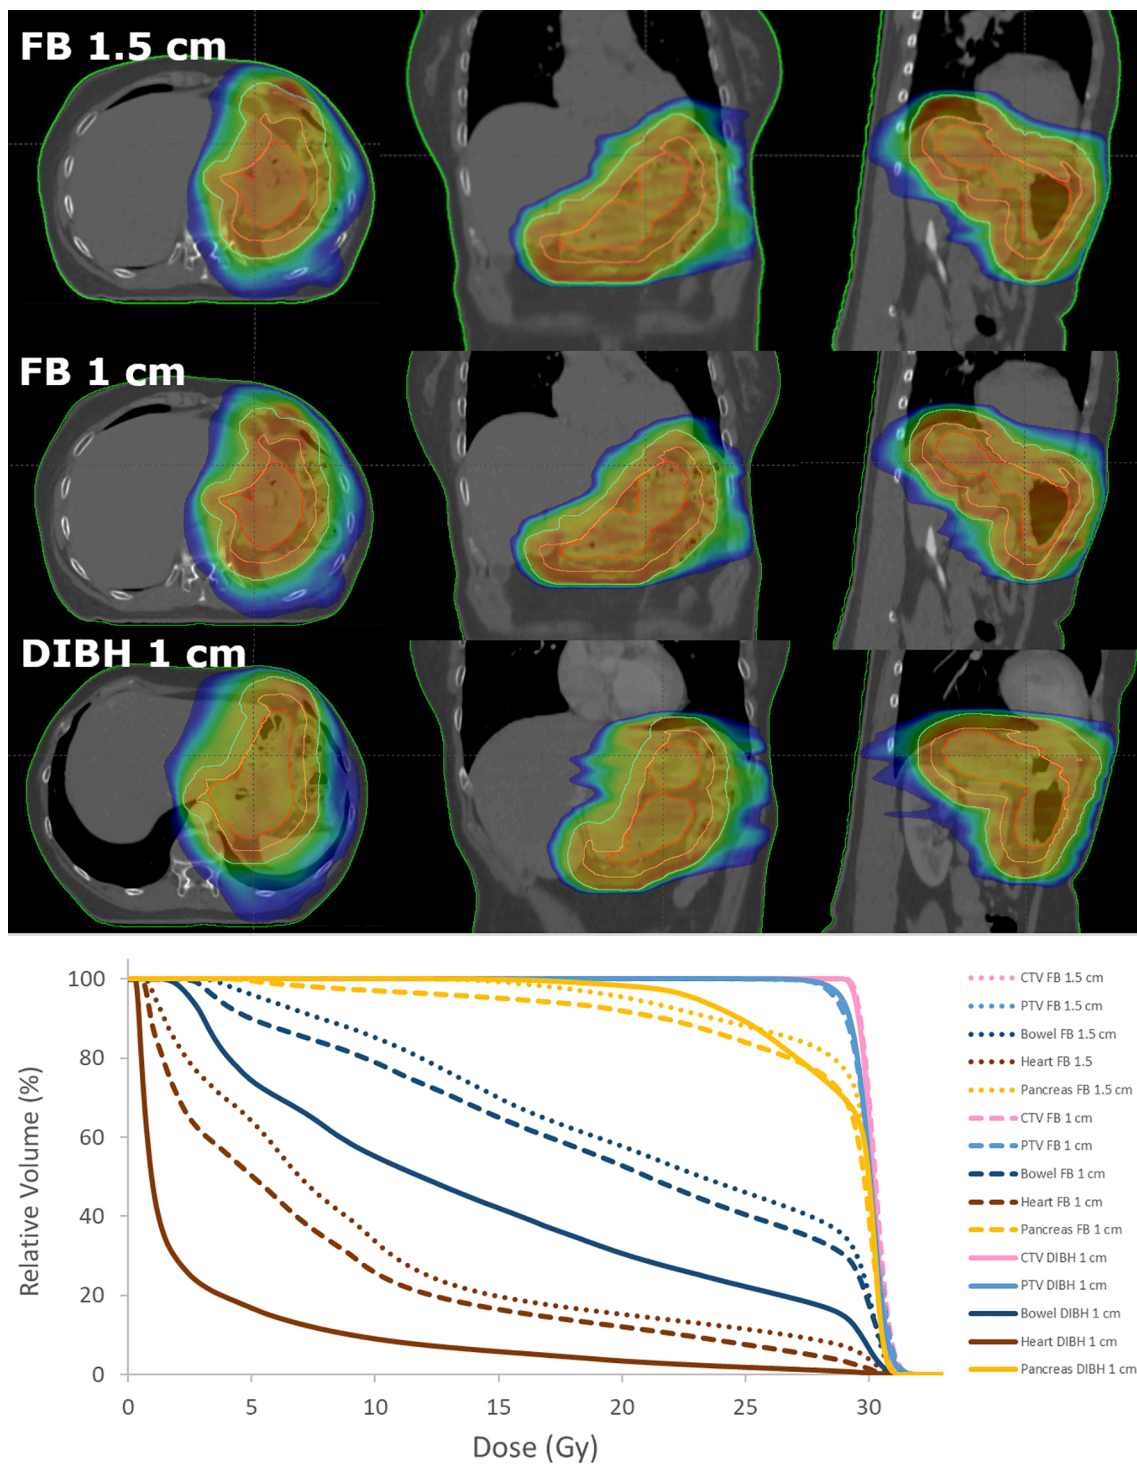 FB 1.5 cm
FB 1 cm
DIBH 1 cm
Relative Volume (%)
100
80
60
40
20
0
0 5 10 15 20 25 30
Dose (Gy)
CTV FB 1.5 cm
PTV FB 1.5 cm
Bowel FB 1.5 cm
Heart FB 1.5
Pancreas FB 1.5 cm
CTV FB 1 cm
PTV FB 1 cm
Bowel FB 1 cm
Heart FB 1 cm
Pancreas FB 1 cm
CTV DIBH 1 cm
PTV DIBH 1 cm
Bowel DIBH 1 cm
Heart DIBH 1 cm
Pancreas DIBH 1 cm